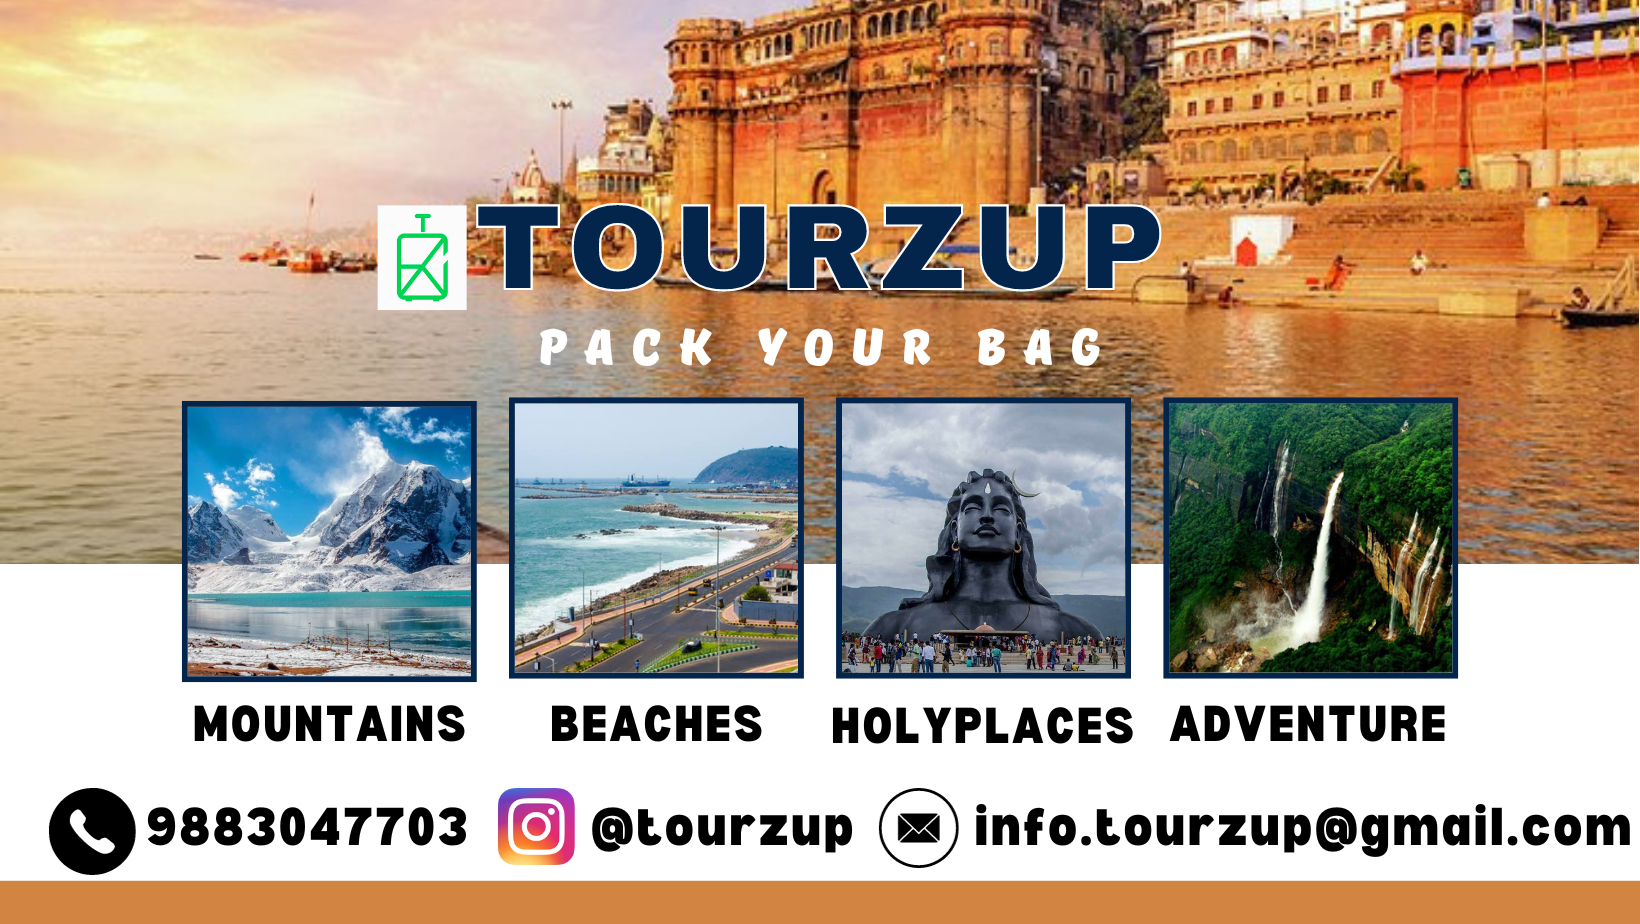 TOURZUP
PACK YOUR BAG
MOUNTAINS
BEACHES
HOLYPLACES
ADVENTURE
9883047703
@tourzup
info.tourzup@gmail.com